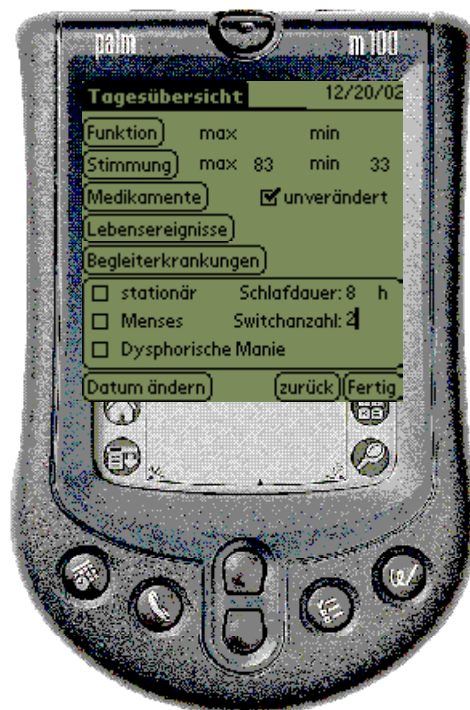 palm m100
Tagesübersicht 12/20/02
Funktion max min
Stimmung max 83 min 33
Medikamente unverändert
Lebensereignisse
Begleiterkrankungen
stationär Schlafdauer: 8 h
Menses Switchanzahl: 2
Dysphorische Manie
Datum ändern zurück Fertig